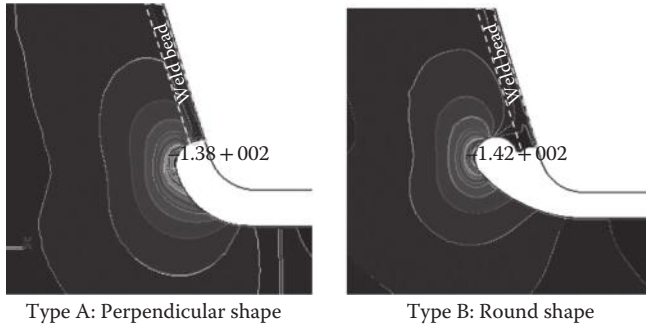 Weld bead
−1.38 + 002
Type A: Perpendicular shape
Weld bead
−1.42 + 002
Type B: Round shape